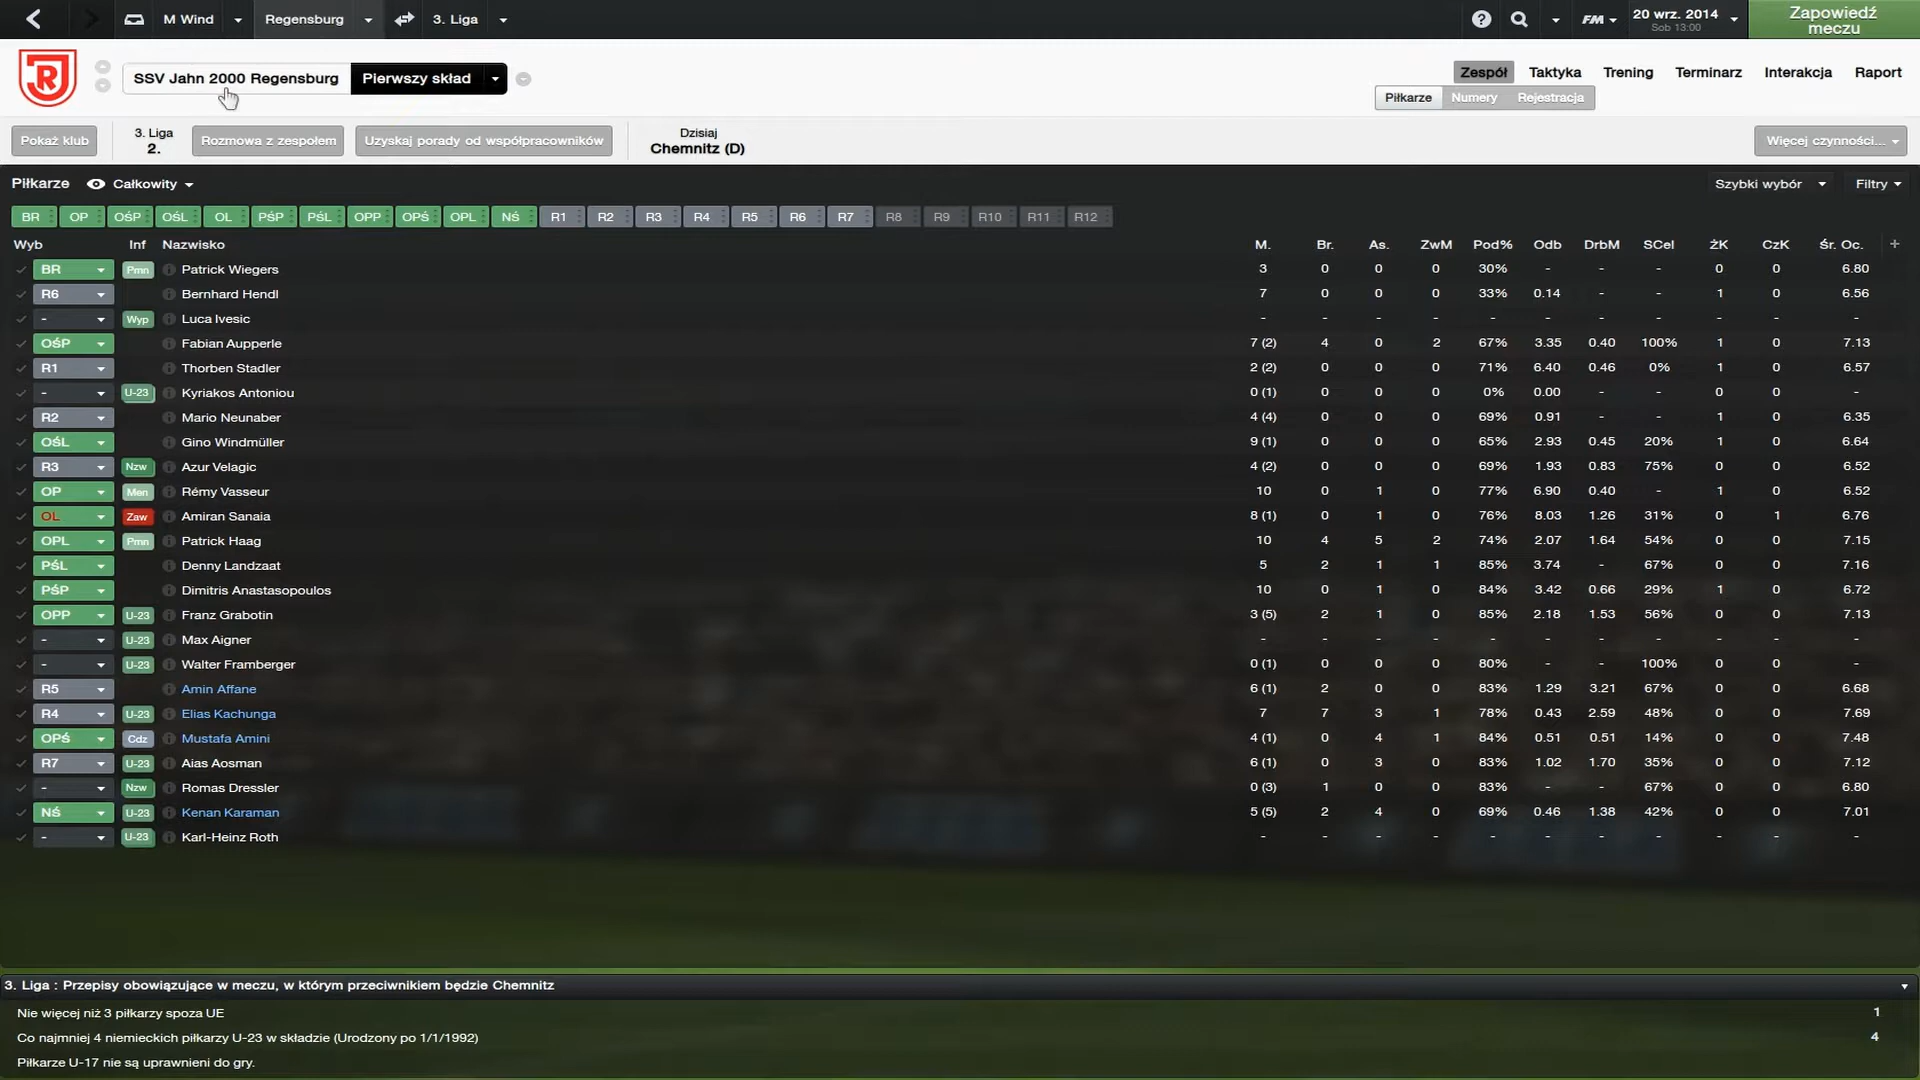 M Wind Regensburg 3. Liga FM 20 wrz. 2014 Sob 13:00 Zapowiedź meczu
SSV Jahn 2000 Regensburg Pierwszy skład
Zespół Taktyka Trening Terminarz Interakcja Raport
Piłkarze Numery Rejestracja
Pokaż klub 3. Liga 2. Rozmowa z zespołem Uzyskaj porady od współpracowników Dzisiaj Chemnitz (D) Więcej czynności...
Piłkarze Całkowity Szybki wybór Filtry
BR OP OŚP OŚL OL PŚP PŚL OPP OPŚ OPL NŚ R1 R2 R3 R4 R5 R6 R7 R8 R9 R10 R11 R12
Wyb Inf Nazwisko M. Br. As. ZwM Pod% Odb DrbM SCel ŻK CzK Śr. Oc. +
BR Pmn Patrick Wiegers 3 0 0 0 30% - - - 0 0 6.80
R6 Bernhard Hendl 7 0 0 0 33% 0.14 - - 1 0 6.56
- Wyp Luca Ivesic - - - - - - - - - - -
OŚP Fabian Aupperle 7 (2) 4 0 2 67% 3.35 0.40 100% 1 0 7.13
R1 Thorben Stadler 2 (2) 0 0 0 71% 6.40 0.46 0% 1 0 6.57
- U-23 Kyriakos Antoniou 0 (1) 0 0 0 0% 0.00 - - 0 0 -
R2 Mario Neunaber 4 (4) 0 0 0 69% 0.91 - - 1 0 6.35
OŚL Gino Windmüller 9 (1) 0 0 0 65% 2.93 0.45 20% 1 0 6.64
R3 Nzw Azur Velagic 4 (2) 0 0 0 69% 1.93 0.83 75% 0 0 6.52
OP Men Rémy Vasseur 10 0 1 0 77% 6.90 0.40 - 1 0 6.52
OL Zaw Amiran Sanaia 8 (1) 0 1 0 76% 8.03 1.26 31% 0 1 6.76
OPL Pmn Patrick Haag 10 4 5 2 74% 2.07 1.64 54% 0 0 7.15
PŚL Denny Landzaat 5 2 1 1 85% 3.74 - 67% 0 0 7.16
PŚP Dimitris Anastasopoulos 10 0 1 0 84% 3.42 0.66 29% 1 0 6.72
OPP U-23 Franz Grabotin 3 (5) 2 1 0 85% 2.18 1.53 56% 0 0 7.13
- U-23 Max Aigner - - - - - - - - - - -
- U-23 Walter Framberger 0 (1) 0 0 0 80% - - 100% 0 0 -
R5 Amin Affane 6 (1) 2 0 0 83% 1.29 3.21 67% 0 0 6.68
R4 U-23 Elias Kachunga 7 7 3 1 78% 0.43 2.59 48% 0 0 7.69
OPŚ Cdz Mustafa Amini 4 (1) 0 4 1 84% 0.51 0.51 14% 0 0 7.48
R7 U-23 Aias Aosman 6 (1) 0 3 0 83% 1.02 1.70 35% 0 0 7.12
- Nzw Romas Dressler 0 (3) 1 0 0 83% - - 67% 0 0 6.80
NŚ U-23 Kenan Karaman 5 (5) 2 4 0 69% 0.46 1.38 42% 0 0 7.01
- U-23 Karl-Heinz Roth - - - - - - - - - - -
3. Liga : Przepisy obowiązujące w meczu, w którym przeciwnikiem będzie Chemnitz
Nie więcej niż 3 piłkarzy spoza UE 1
Co najmniej 4 niemieckich piłkarzy U-23 w składzie (Urodzony po 1/1/1992) 4
Piłkarze U-17 nie są uprawnieni do gry.